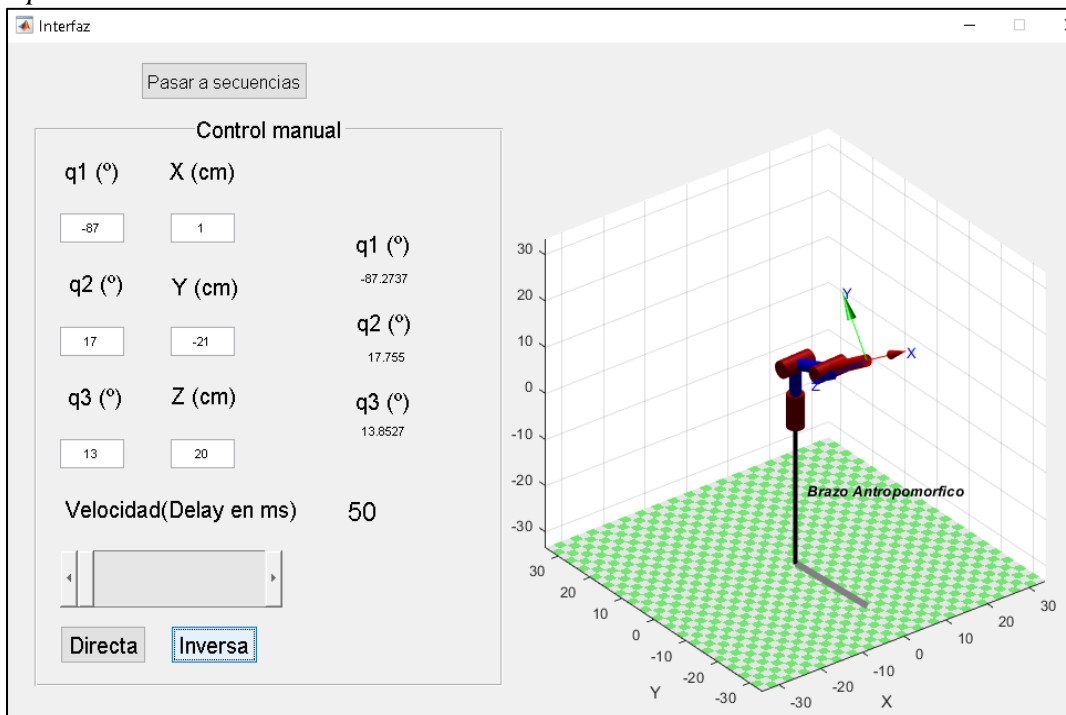 Interfaz
Pasar a secuencias
Control manual
q1 (º) X (cm)
-87 1
q1 (º)
-87.2737
q2 (º) Y (cm)
q2 (º)
17 -21
17.755
q3 (º) Z (cm)
q3 (º)
13.8527
13 20
Velocidad(Delay en ms) 50
Directa Inversa
30
20
10
0
-10
-20
-30
Y
X
Z
Brazo Antropomorfico
30
20
10
0
-10
-20
-30
Y
-30
-20
-10
0
10
20
30
X